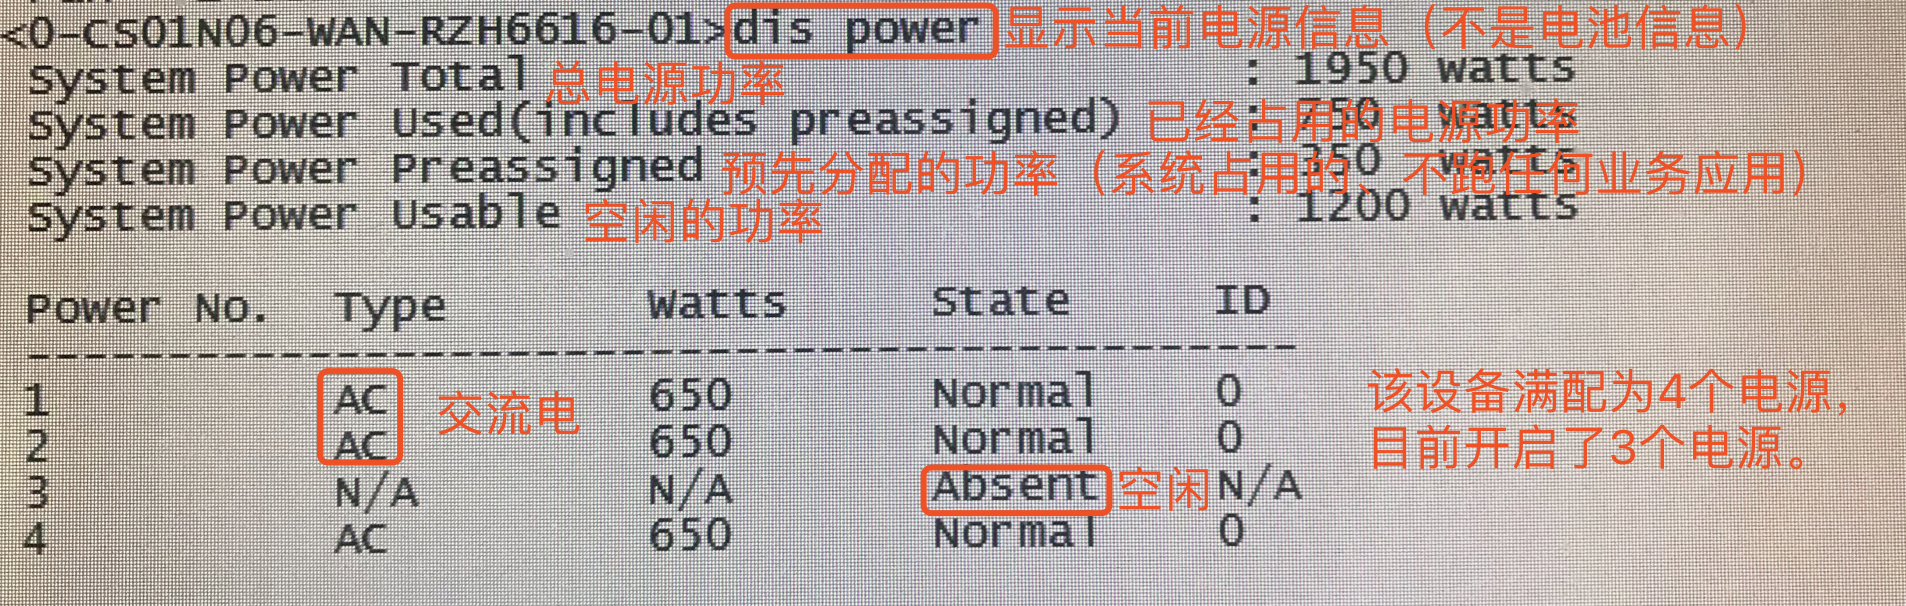 <0-CS01N06-WAN-RZH6616-01>dis power 显示当前电源信息（不是电池信息）
System Power Total 总电源功率 : 1950 watts
System Power Used(includes preassigned) 已经占用的电源功率 : 750 watts
System Power Preassigned 预先分配的功率（系统占用的、不跑任何业务应用） : 350 watts
System Power Usable 空闲的功率 : 1200 watts
Power No. Type Watts State ID
------------------------------------------------
1 AC 交流电 650 Normal 0 该设备满配为4个电源，
2 AC 650 Normal 0 目前开启了3个电源。
3 N/A N/A Absent 空闲 N/A
4 AC 650 Normal 0